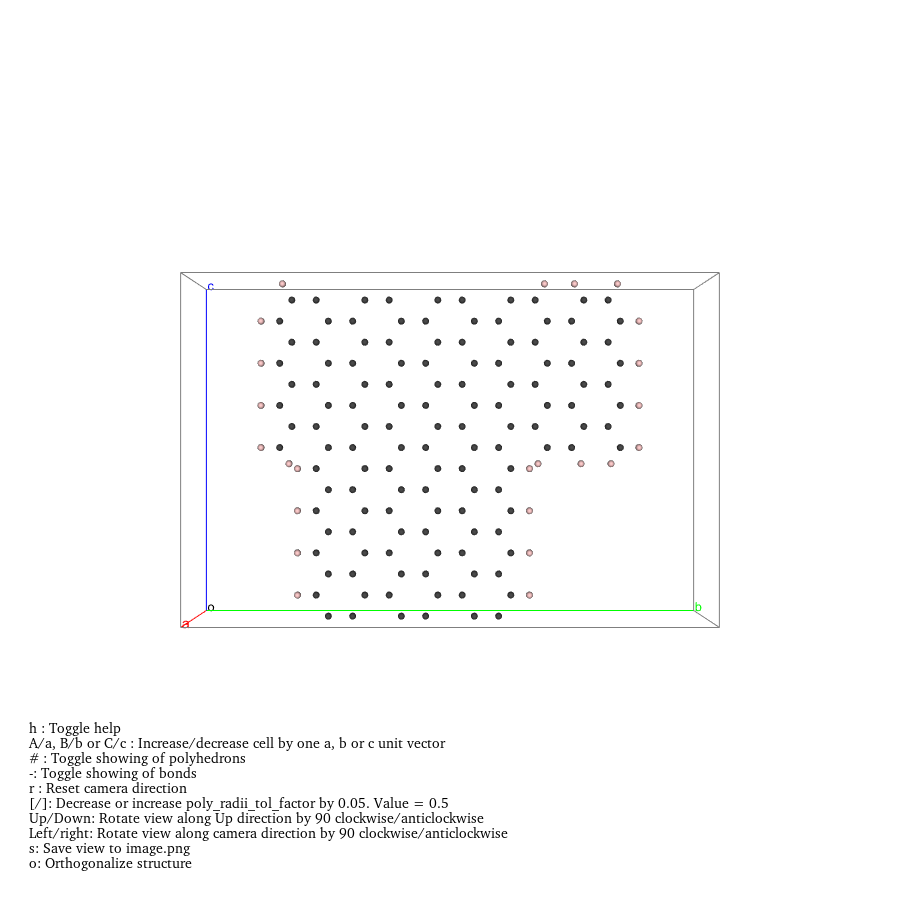 c
o
b
a
h : Toggle help
A/a, B/b or C/c : Increase/decrease cell by one a, b or c unit vector
# : Toggle showing of polyhedrons
-: Toggle showing of bonds
r : Reset camera direction
[/]: Decrease or increase poly_radii_tol_factor by 0.05. Value = 0.5
Up/Down: Rotate view along Up direction by 90 clockwise/anticlockwise
Left/right: Rotate view along camera direction by 90 clockwise/anticlockwise
s: Save view to image.png
o: Orthogonalize structure